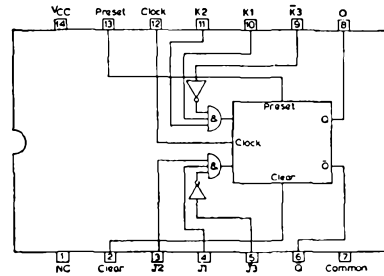 VCC Preset Clock K2 K1 K̄3 Q
14 13 12 11 10 9 8
Preset
& Q
Clock
& Q̄
Clear
1 2 3 4 5 6 7
NC Clear J2 J1 J3 Q Common